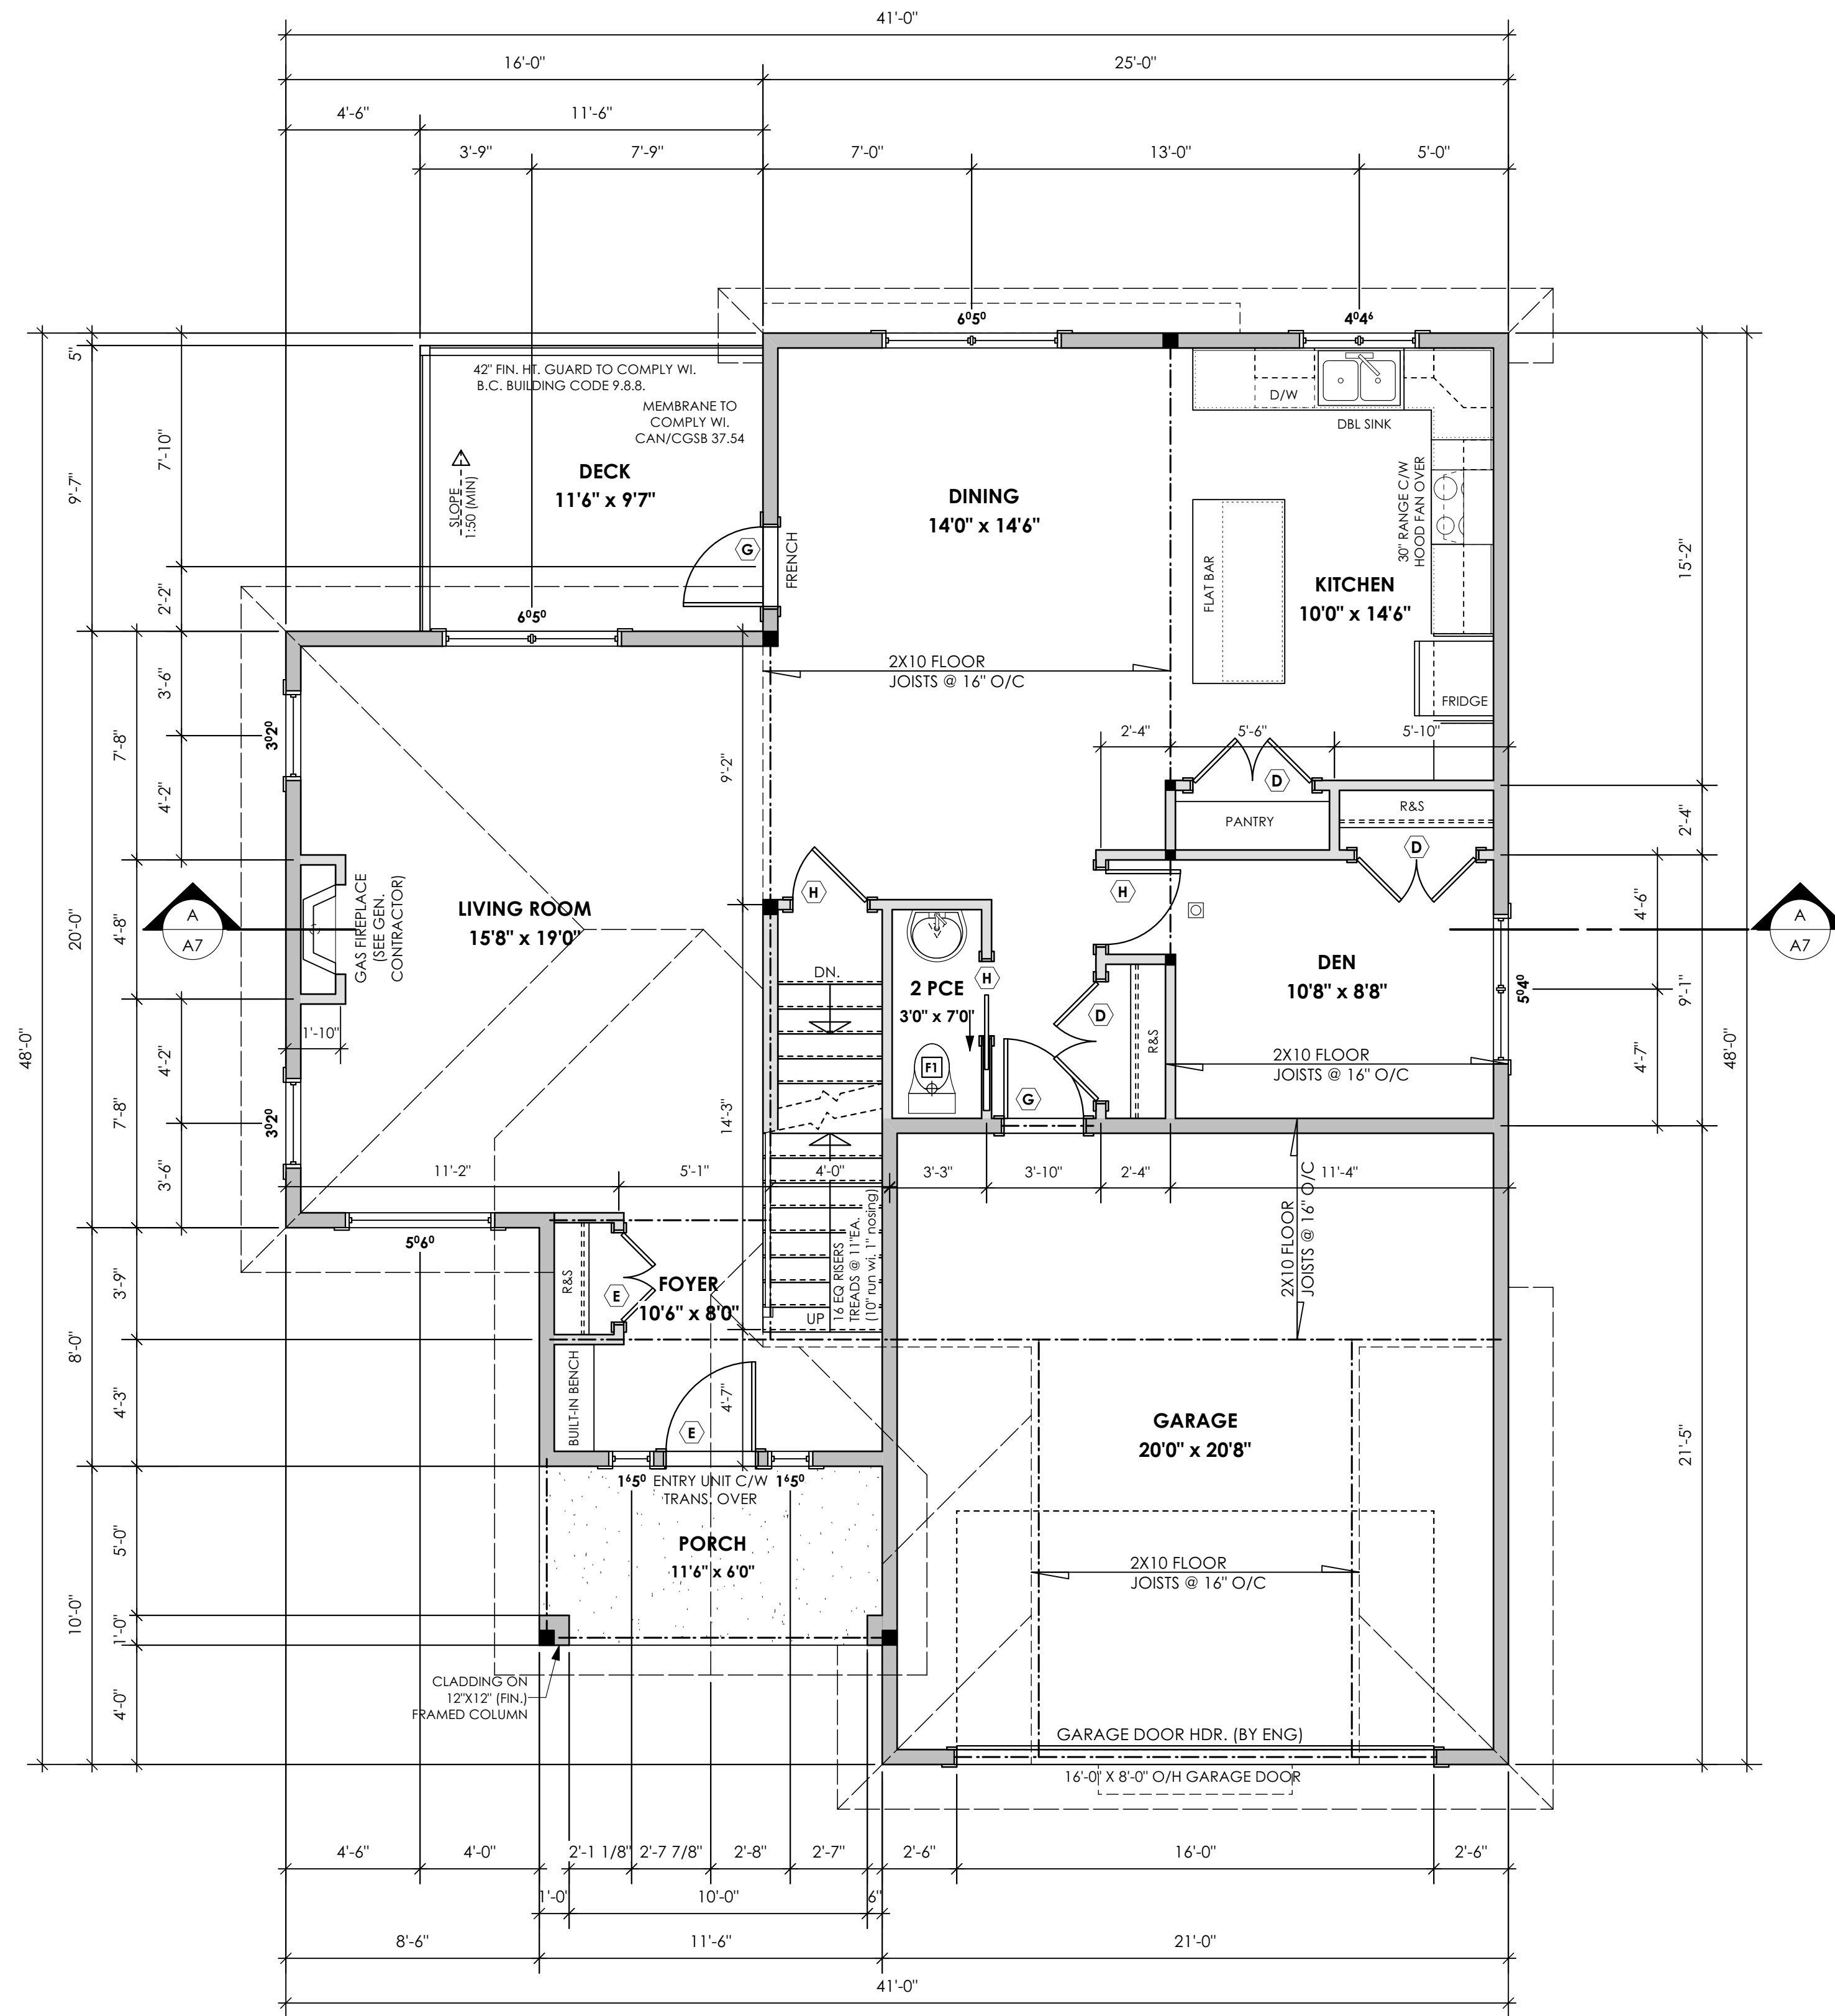 41'-0"
16'-0"
25'-0"
4'-6"
11'-6"
3'-9"
7'-9"
7'-0"
13'-0"
5'-0"
6⁰5⁰
4⁰4⁶
5"
9'-7"
7'-10"
2'-2"
42" FIN. HT. GUARD TO COMPLY WI.
B.C. BUILDING CODE 9.8.8.
MEMBRANE TO
COMPLY WI.
CAN/CGSB 37.54
DECK
11'6" x 9'7"
SLOPE
1:50 (MIN)
G
FRENCH
6⁰5⁰
DINING
14'0" x 14'6"
D/W
DBL SINK
30" RANGE C/W
HOOD FAN OVER
FLAT BAR
KITCHEN
10'0" x 14'6"
FRIDGE
15'-2"
2X10 FLOOR
JOISTS @ 16" O/C
2'-4"
5'-6"
5'-10"
D
PANTRY
R&S
D
2'-4"
3'-6"
3⁰2⁰
7'-8"
4'-2"
9'-2"
H
H
20'-0"
4'-8"
A
A7
GAS FIREPLACE
(SEE GEN.
CONTRACTOR)
LIVING ROOM
15'8" x 19'0"
1'-10"
DN.
2 PCE
3'0" x 7'0"
H
F1
D
R&S
G
DEN
10'8" x 8'8"
2X10 FLOOR
JOISTS @ 16" O/C
5⁰4⁰
4'-6"
9'-1"
4'-7"
A
A7
48'-0"
48'-0"
4'-2"
7'-8"
3⁰2⁰
3'-6"
14'-3"
11'-2"
5'-1"
4'-0"
3'-3"
3'-10"
2'-4"
11'-4"
5⁰6⁰
R&S
E
FOYER
10'6" x 8'0"
UP
16 EQ RISERS
TREADS @ 11"EA.
(10" run wi. 1" nosing)
2X10 FLOOR
JOISTS @ 16" O/C
3'-9"
8'-0"
4'-3"
BUILT-IN BENCH
E
4'-7"
1⁶5⁰
ENTRY UNIT C/W
TRANS. OVER
1⁶5⁰
GARAGE
20'0" x 20'8"
21'-5"
PORCH
11'6" x 6'0"
5'-0"
10'-0"
1'-0"
4'-0"
2X10 FLOOR
JOISTS @ 16" O/C
CLADDING ON
12"X12" (FIN.)
FRAMED COLUMN
GARAGE DOOR HDR. (BY ENG)
16'-0" X 8'-0" O/H GARAGE DOOR
4'-6"
4'-0"
2'-1 1/8"
2'-7 7/8"
2'-8"
2'-7"
2'-6"
16'-0"
2'-6"
1'-0"
10'-0"
6"
8'-6"
11'-6"
21'-0"
41'-0"